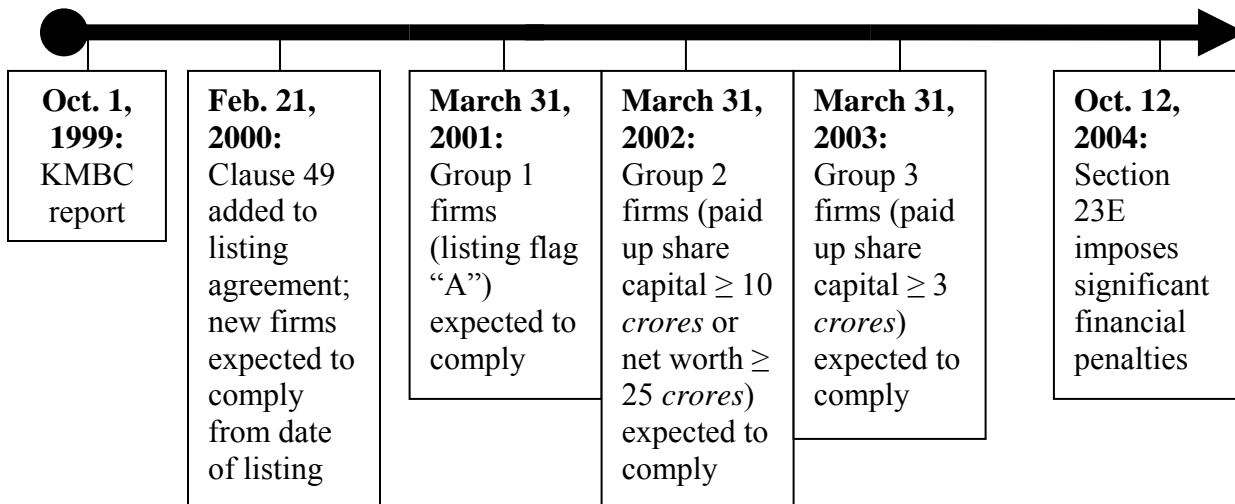 Oct. 1,
1999:
KMBC
report
Feb. 21,
2000:
Clause 49
added to
listing
agreement;
new firms
expected to
comply
from date
of listing
March 31,
2001:
Group 1
firms
(listing flag
“A”)
expected to
comply
March 31,
2002:
Group 2
firms (paid
up share
capital ≥ 10
crores or
net worth ≥
25 crores)
expected to
comply
March 31,
2003:
Group 3
firms (paid
up share
capital ≥ 3
crores)
expected to
comply
Oct. 12,
2004:
Section
23E
imposes
significant
financial
penalties